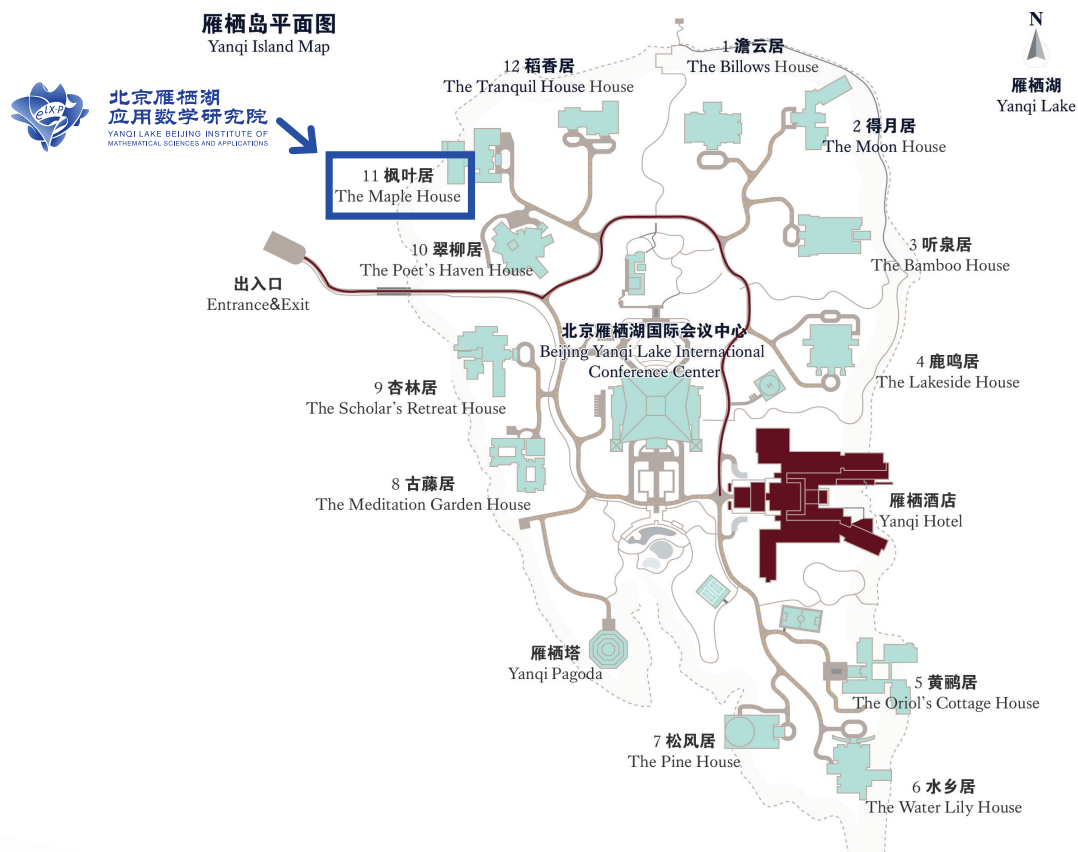 雁栖岛平面图
Yanqi Island Map
N
雁栖湖
Yanqi Lake
eLXP
北京雁栖湖
应用数学研究院
YANQI LAKE BEIJING INSTITUTE OF
MATHEMATICAL SCIENCES AND APPLICATIONS
1 澹云居
The Billows House
12 稻香居
The Tranquil House House
2 得月居
The Moon House
11 枫叶居
The Maple House
10 翠柳居
The Poet's Haven House
3 听泉居
The Bamboo House
出入口
Entrance&Exit
北京雁栖湖国际会议中心
Beijing Yanqi Lake International
Conference Center
H
4 鹿鸣居
The Lakeside House
9 杏林居
The Scholar's Retreat House
8 古藤居
The Meditation Garden House
雁栖酒店
Yanqi Hotel
雁栖塔
Yanqi Pagoda
5 黄鹂居
The Oriol's Cottage House
7 松风居
The Pine House
6 水乡居
The Water Lily House